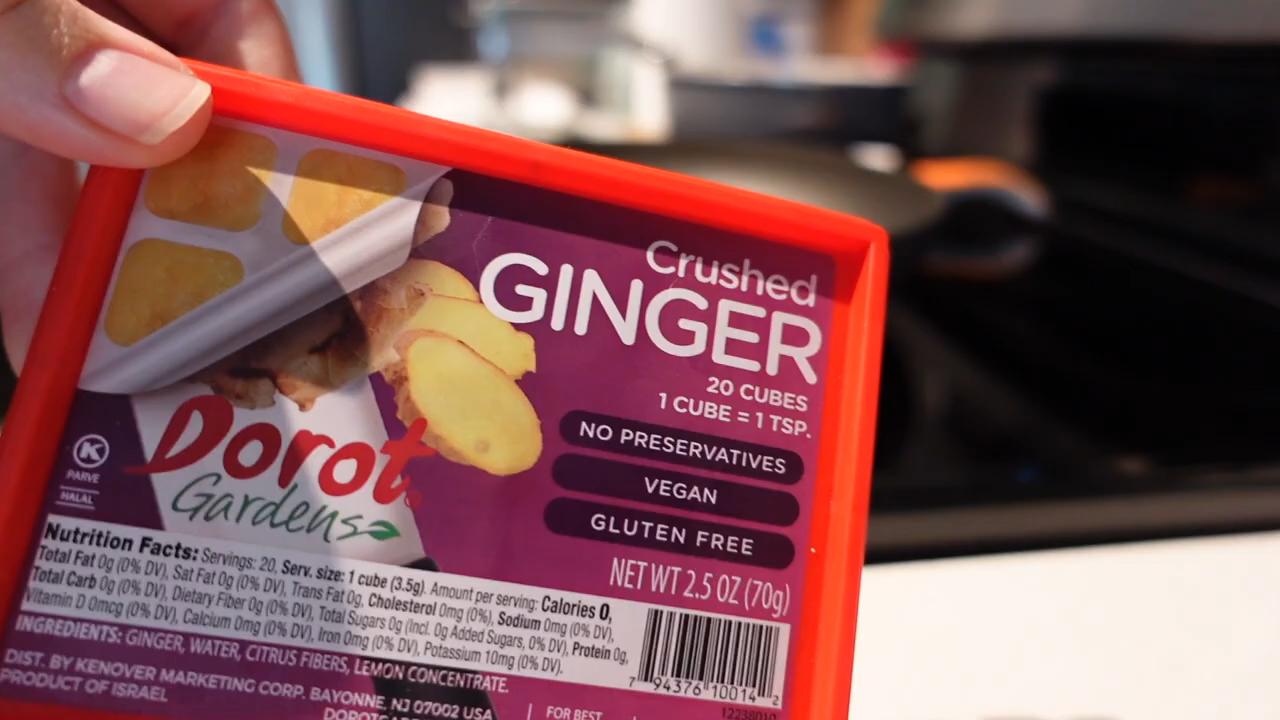 Crushed
GINGER
20 CUBES
1 CUBE = 1 TSP.
NO PRESERVATIVES
VEGAN
GLUTEN FREE
NET WT 2.5 OZ (70g)
Dorot
Gardens
K
PARVE
HALAL
Nutrition Facts: Servings: 20. Serv. size: 1 cube (3.5g). Amount per serving: Calories 0,
Total Fat 0g (0% DV), Sat Fat 0g (0% DV), Trans Fat 0g, Cholesterol 0mg (0%), Sodium 0mg (0% DV),
Total Carb 0g (0% DV), Dietary Fiber 0g (0% DV), Total Sugars 0g (Incl. 0g Added Sugars, 0% DV), Protein 0g,
Vitamin D 0mcg (0% DV), Calcium 0mg (0% DV), Iron 0mg (0% DV), Potassium 10mg (0% DV).
INGREDIENTS: GINGER, WATER, CITRUS FIBERS, LEMON CONCENTRATE.
DIST. BY KENOVER MARKETING CORP. BAYONNE, NJ 07002 USA
PRODUCT OF ISRAEL
FOR BEST
7 94376 10014 2
12238010